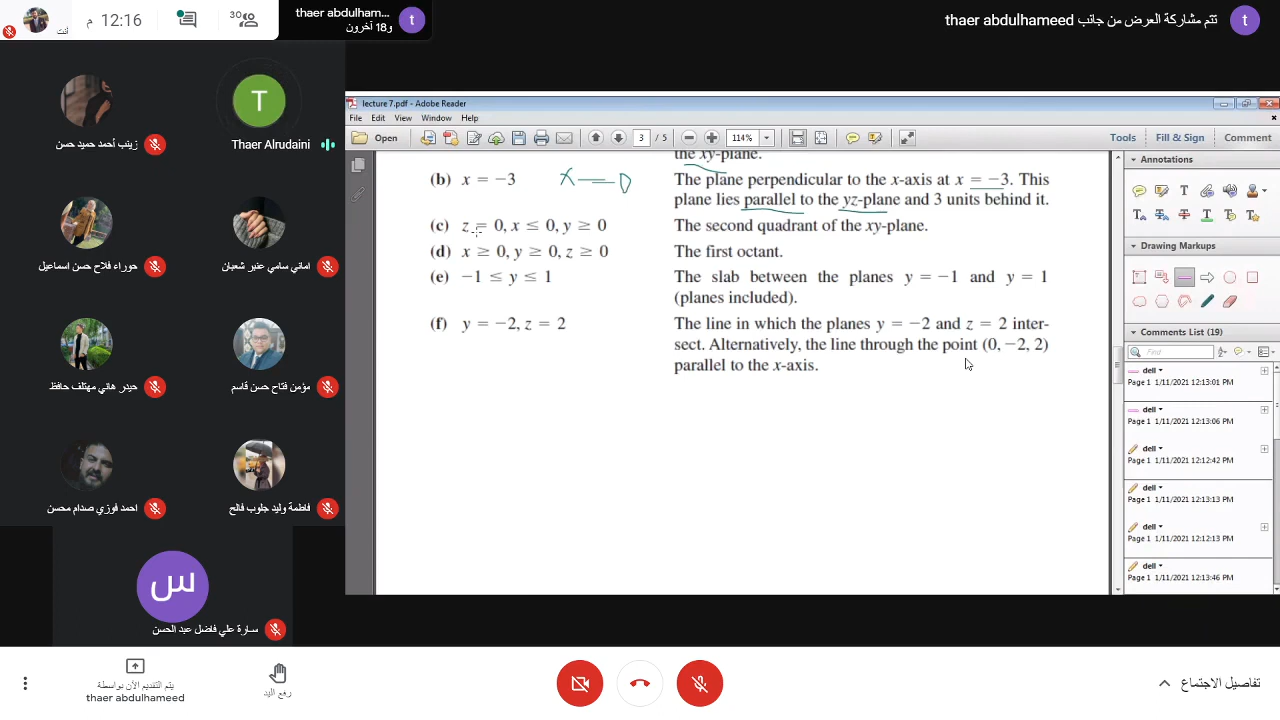 12:16 م
30
أنت
thaer abdulham...
و18 آخرون
t
تتم مشاركة العرض من جانب thaer abdulhameed
t
زينب أحمد حميد حسن
T
Thaer Alrudaini
حوراء فلاح حسن اسماعيل
اماني سامي عنبر شعبان
حيدر هاني مهتلف حافظ
مؤمن فتاح حسن قاسم
احمد فوزي صدام محسن
فاطمة وليد جلوب فالح
س
سارة علي فاضل عبد الحسن
lecture 7.pdf - Adobe Reader
File Edit View Window Help
Open 3 / 5 114% Tools Fill & Sign Comment
the xy-plane.
(b) x = −3 x The plane perpendicular to the x-axis at x = −3. This
plane lies parallel to the yz-plane and 3 units behind it.
(c) z = 0, x ≤ 0, y ≥ 0 The second quadrant of the xy-plane.
(d) x ≥ 0, y ≥ 0, z ≥ 0 The first octant.
(e) −1 ≤ y ≤ 1 The slab between the planes y = −1 and y = 1
(planes included).
(f) y = −2, z = 2 The line in which the planes y = −2 and z = 2 inter-
sect. Alternatively, the line through the point (0, −2, 2)
parallel to the x-axis.
Annotations
T
T T T T
Drawing Markups
Comments List (19)
Find
dell
Page 1 1/11/2021 12:13:01 PM
dell
Page 1 1/11/2021 12:13:06 PM
dell
Page 1 1/11/2021 12:12:42 PM
dell
Page 1 1/11/2021 12:13:13 PM
dell
Page 1 1/11/2021 12:12:13 PM
dell
Page 1 1/11/2021 12:13:46 PM
يتم التقديم الآن بواسطة
thaer abdulhameed
رفع اليد
تفاصيل الاجتماع